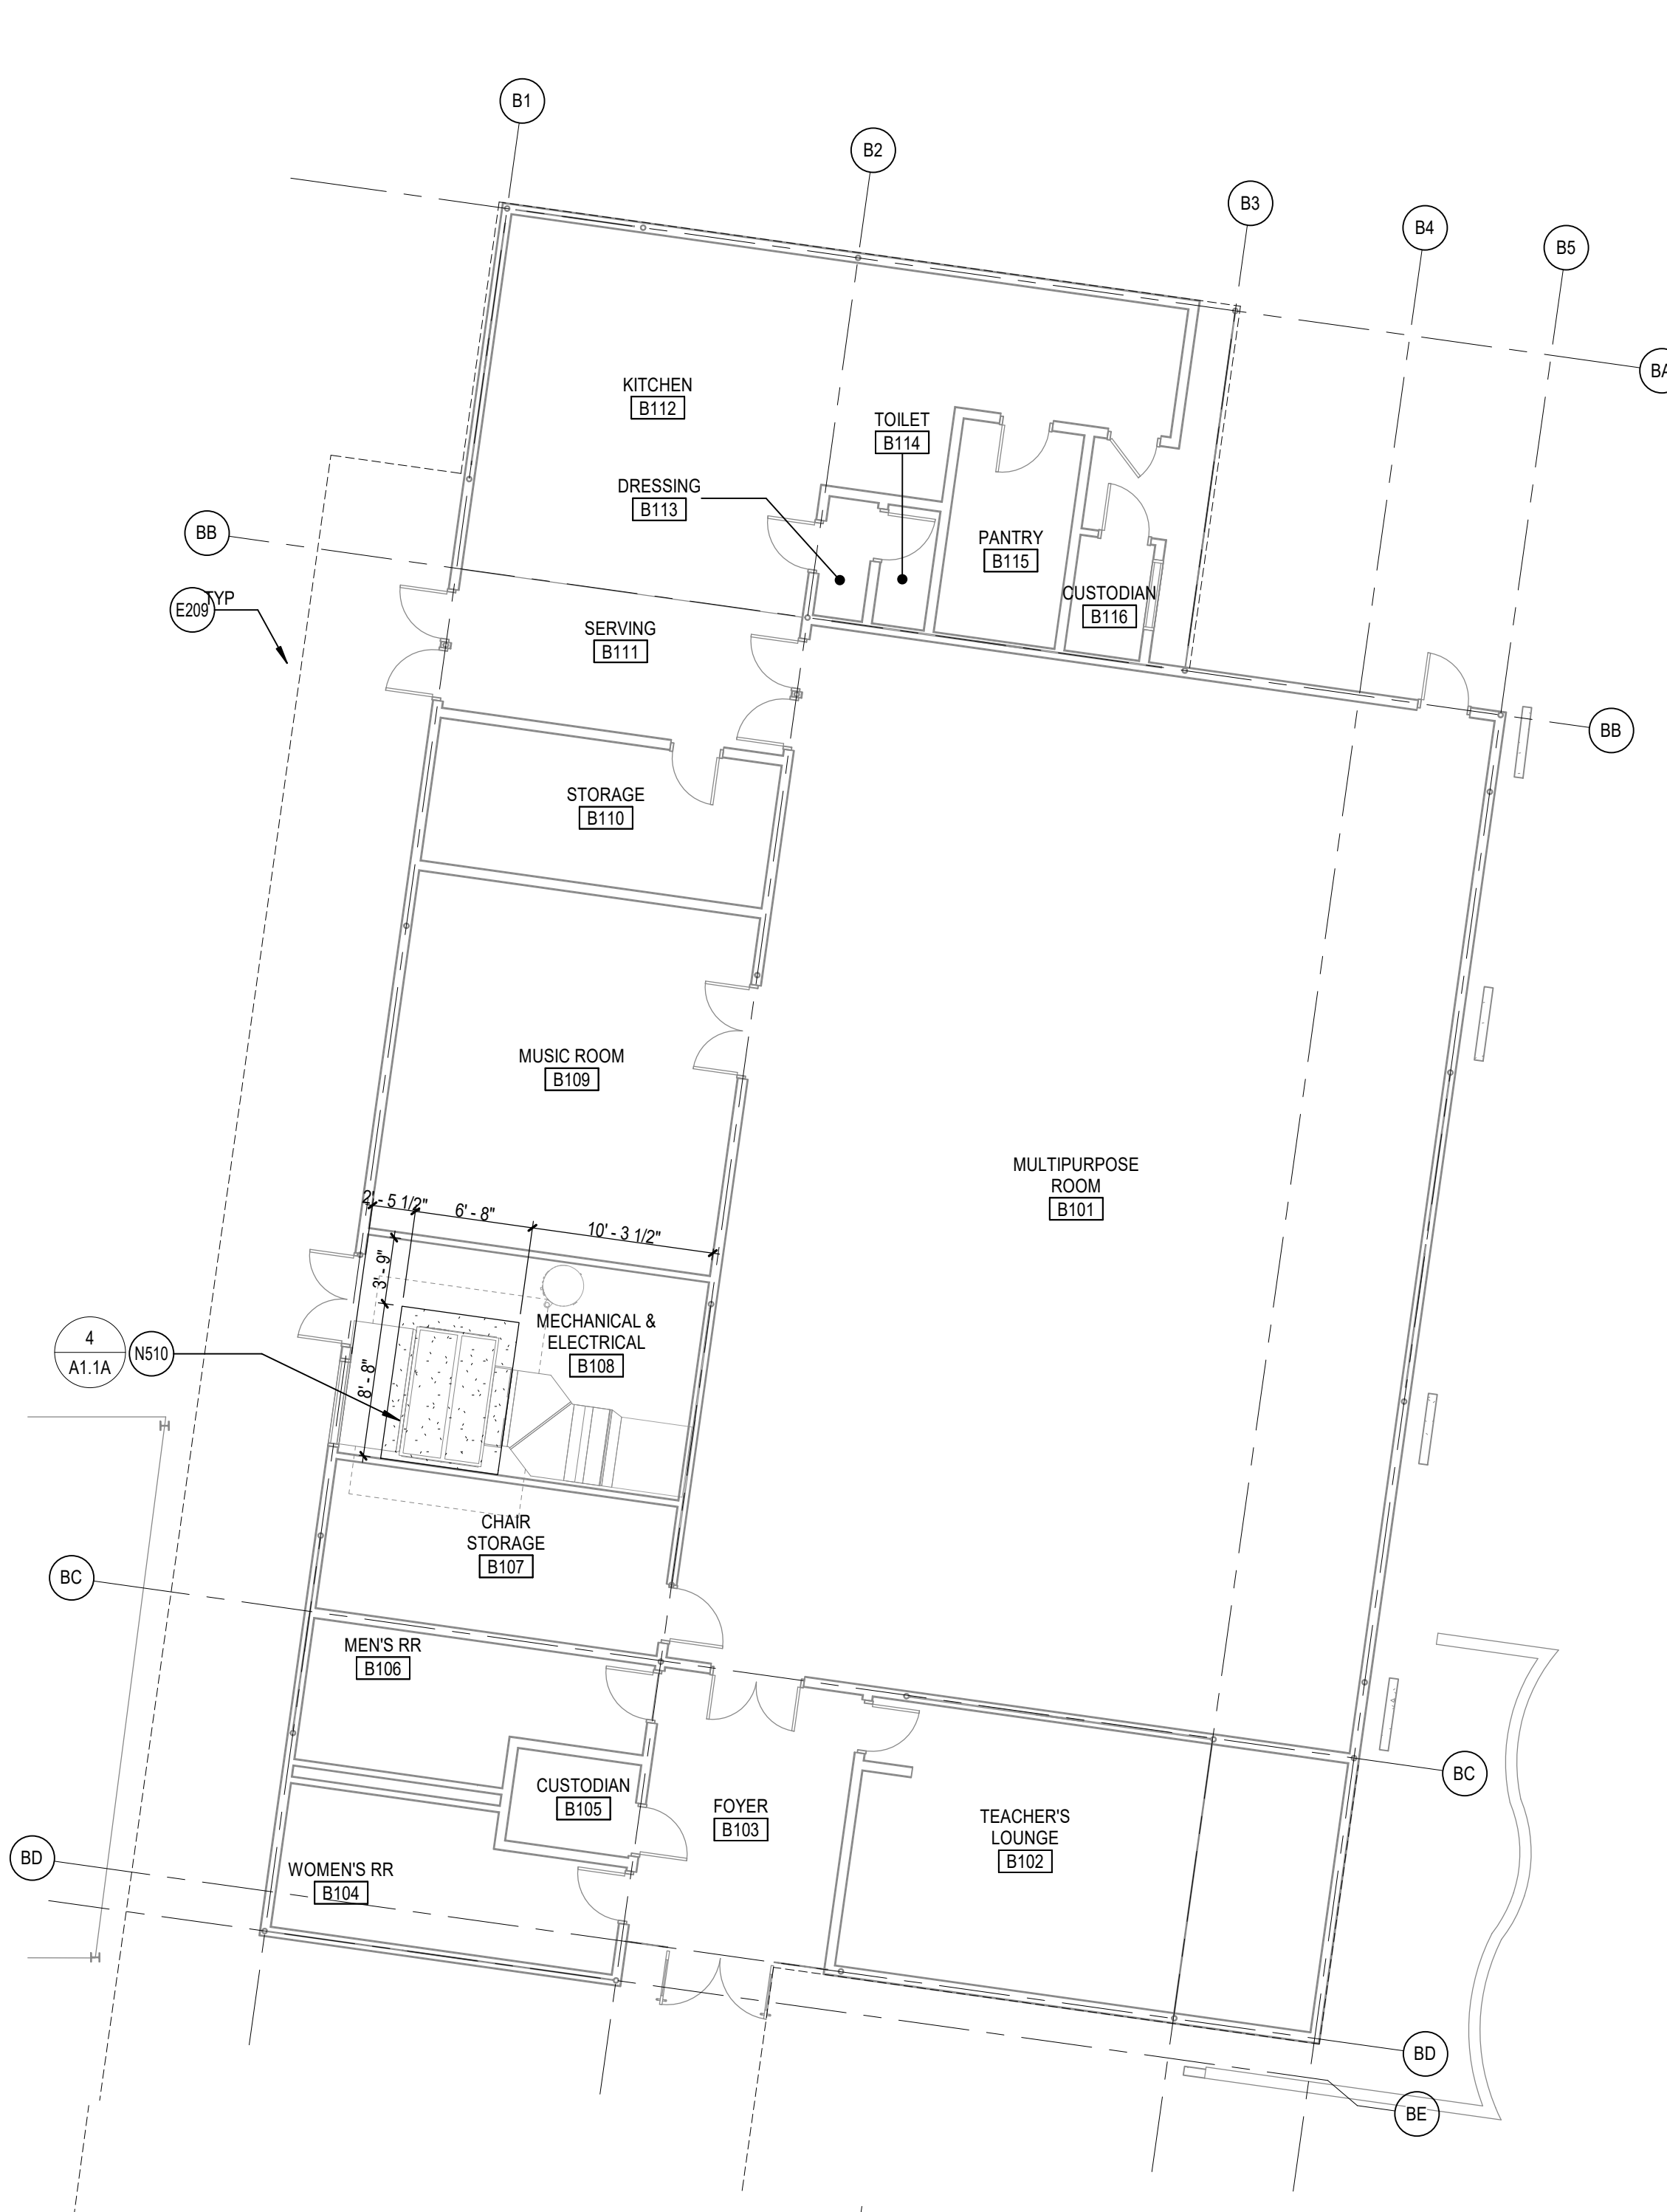 B1
B2
B3
B4
B5
BA
KITCHEN
B112
TOILET
B114
DRESSING
B113
BB
PANTRY
B115
E209
TYP
CUSTODIAN
B116
SERVING
B111
BB
STORAGE
B110
MUSIC ROOM
B109
MULTIPURPOSE
ROOM
B101
2' - 5 1/2"
6' - 8"
10' - 3 1/2"
3' - 9"
MECHANICAL &
ELECTRICAL
B108
4
A1.1A
N510
8' - 8"
CHAIR
STORAGE
B107
BC
MEN'S RR
B106
BC
CUSTODIAN
B105
FOYER
B103
TEACHER'S
LOUNGE
B102
BD
WOMEN'S RR
B104
BD
BE